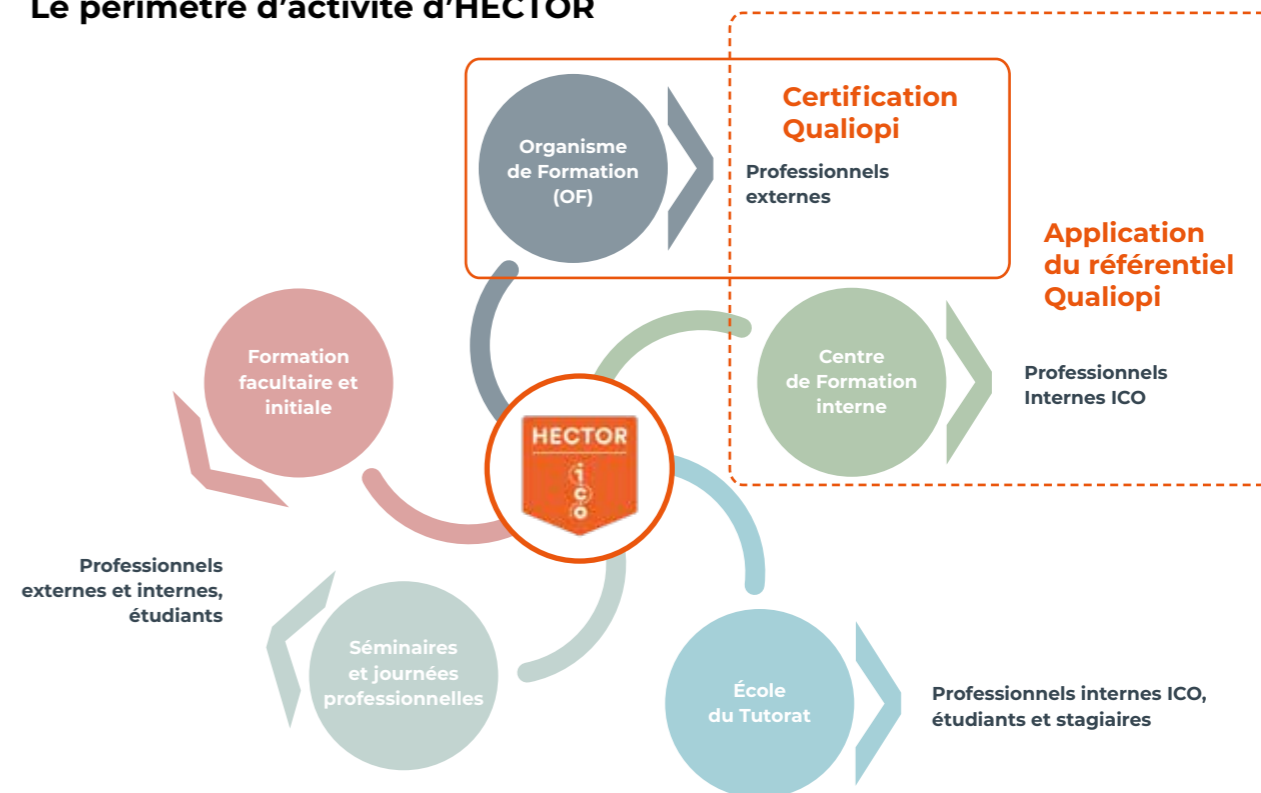 Le périmètre d'activité d'HECTOR
Organisme
de Formation
(OF)
Certification
Qualiopi
Professionnels
externes
Application
du référentiel
Qualiopi
Formation
facultaire et
initiale
Centre
de Formation
interne
Professionnels
Internes ICO
HECTOR
ico
Professionnels
externes et internes,
étudiants
Séminaires
et journées
professionnelles
École
du Tutorat
Professionnels internes ICO,
étudiants et stagiaires